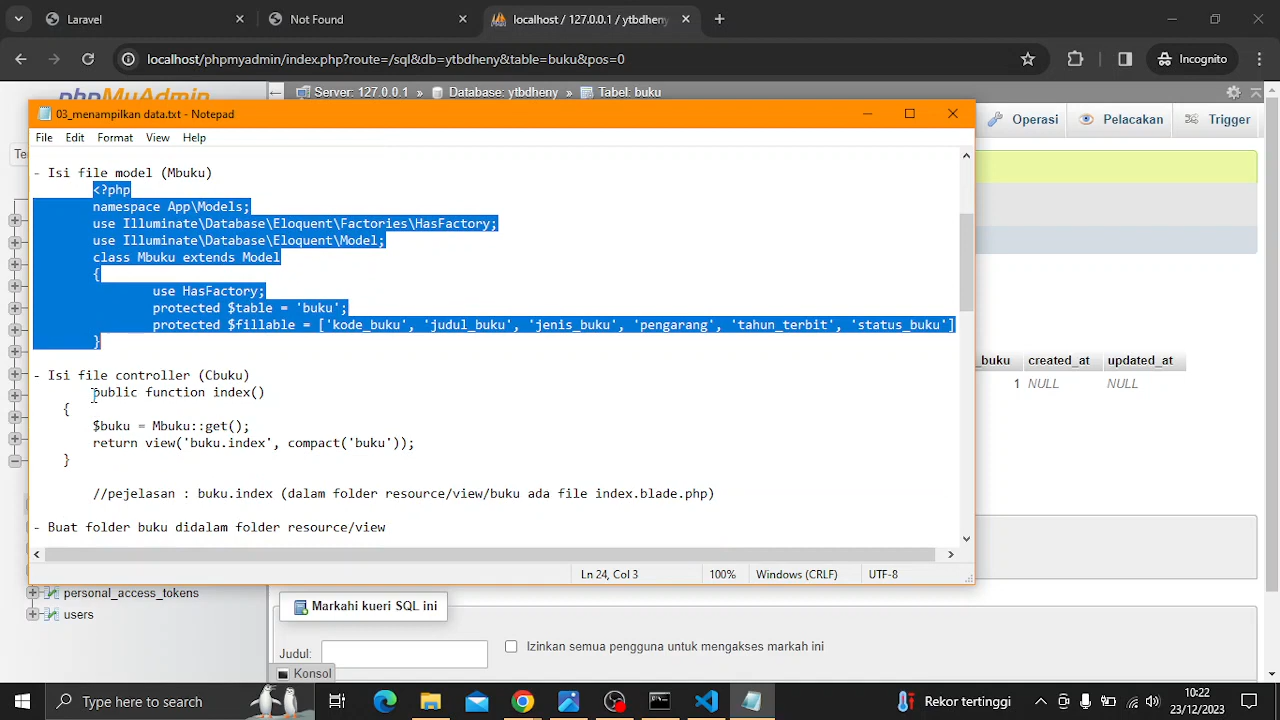 Laravel
Not Found
localhost / 127.0.0.1 / ytbdheny
localhost/phpmyadmin/index.php?route=/sql&db=ytbdheny&table=buku&pos=0
Incognito
phpMyAdmin
Server: 127.0.0.1 » Database: ytbdheny » Tabel: buku
Operasi
Pelacakan
Trigger
03_menampilkan data.txt - Notepad
File Edit Format View Help
- Isi file model (Mbuku)
<?php
namespace App\Models;
use Illuminate\Database\Eloquent\Factories\HasFactory;
use Illuminate\Database\Eloquent\Model;
class Mbuku extends Model
{
use HasFactory;
protected $table = 'buku';
protected $fillable = ['kode_buku', 'judul_buku', 'jenis_buku', 'pengarang', 'tahun_terbit', 'status_buku']
}
- Isi file controller (Cbuku)
public function index()
{
$buku = Mbuku::get();
return view('buku.index', compact('buku'));
}
//pejelasan : buku.index (dalam folder resource/view/buku ada file index.blade.php)
- Buat folder buku didalam folder resource/view
Ln 24, Col 3
100%
Windows (CRLF)
UTF-8
_buku created_at updated_at
1 NULL NULL
personal_access_tokens
users
Markahi kueri SQL ini
Judul:
Izinkan semua pengguna untuk mengakses markah ini
Konsol
Type here to search
Rekor tertinggi
10:22
23/12/2023